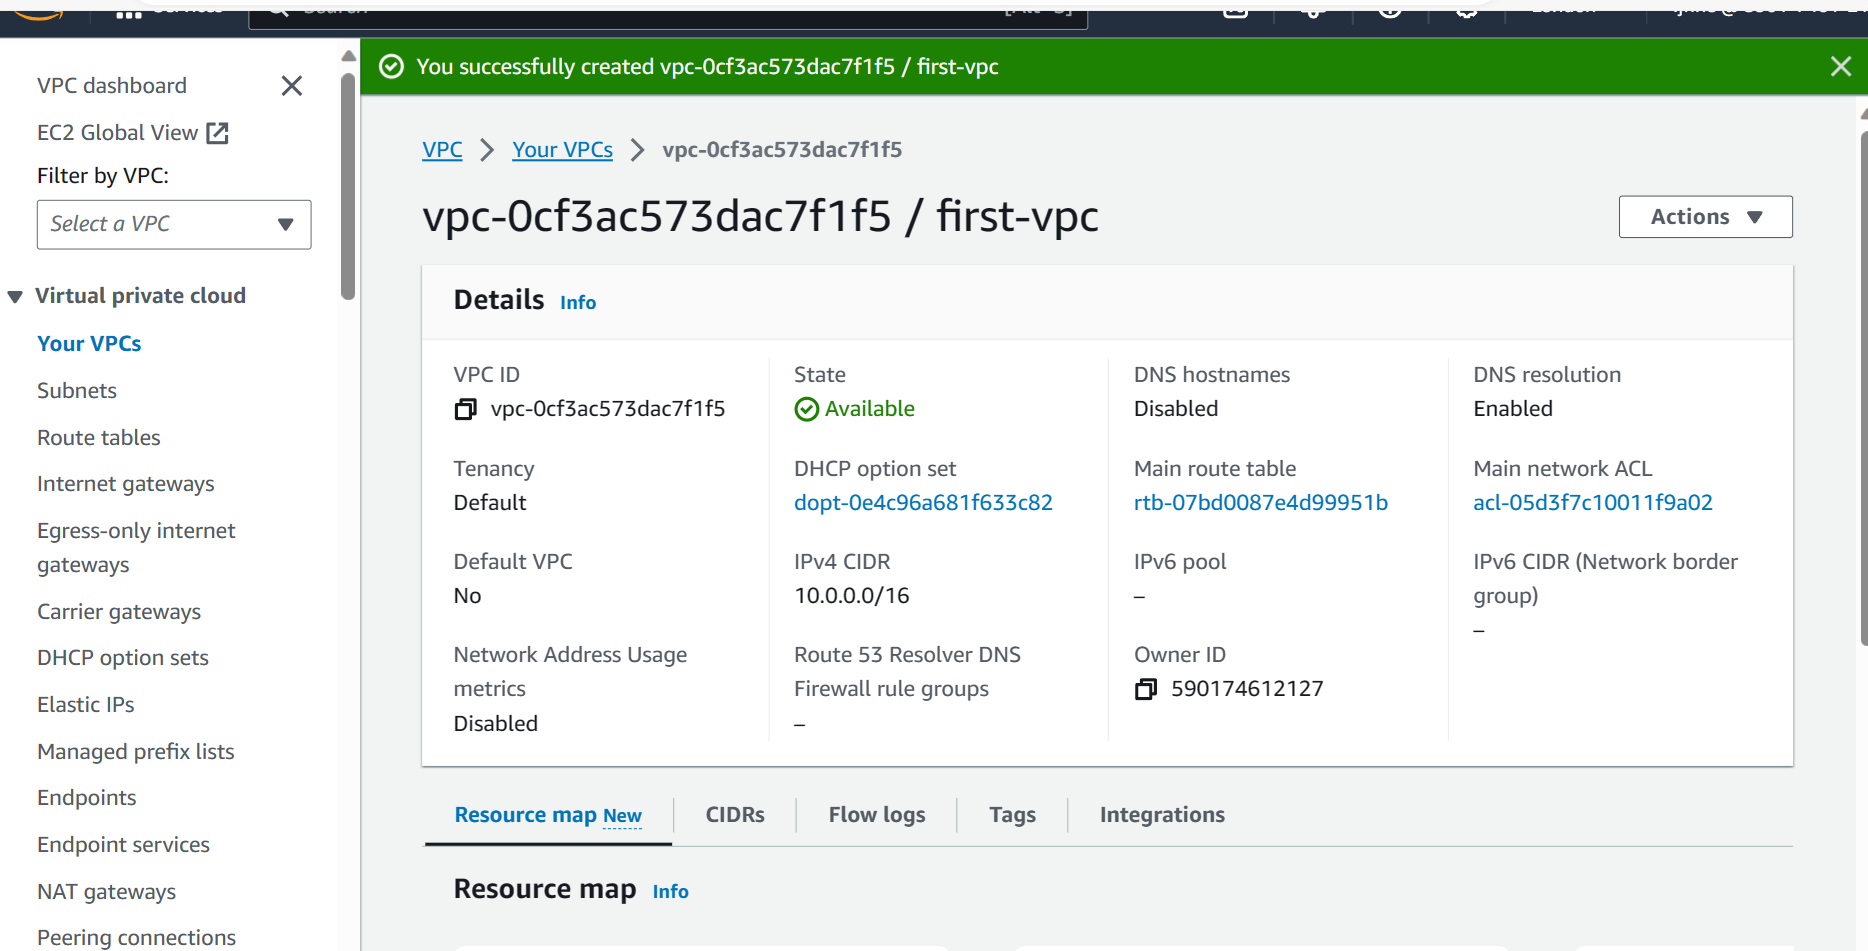 VPC dashboard
EC2 Global View
Filter by VPC:
Select a VPC
Virtual private cloud
Your VPCs
Subnets
Route tables
Internet gateways
Egress-only internet
gateways
Carrier gateways
DHCP option sets
Elastic IPs
Managed prefix lists
Endpoints
Endpoint services
NAT gateways
Peering connections
You successfully created vpc-0cf3ac573dac7f1f5 / first-vpc
VPC > Your VPCs > vpc-0cf3ac573dac7f1f5
vpc-0cf3ac573dac7f1f5 / first-vpc
Actions
Details Info
VPC ID
vpc-0cf3ac573dac7f1f5
State
Available
DNS hostnames
Disabled
DNS resolution
Enabled
Tenancy
Default
DHCP option set
dopt-0e4c96a681f633c82
Main route table
rtb-07bd0087e4d99951b
Main network ACL
acl-05d3f7c10011f9a02
Default VPC
No
IPv4 CIDR
10.0.0.0/16
IPv6 pool
–
IPv6 CIDR (Network border
group)
–
Network Address Usage
metrics
Disabled
Route 53 Resolver DNS
Firewall rule groups
–
Owner ID
590174612127
Resource map New
CIDRs
Flow logs
Tags
Integrations
Resource map Info